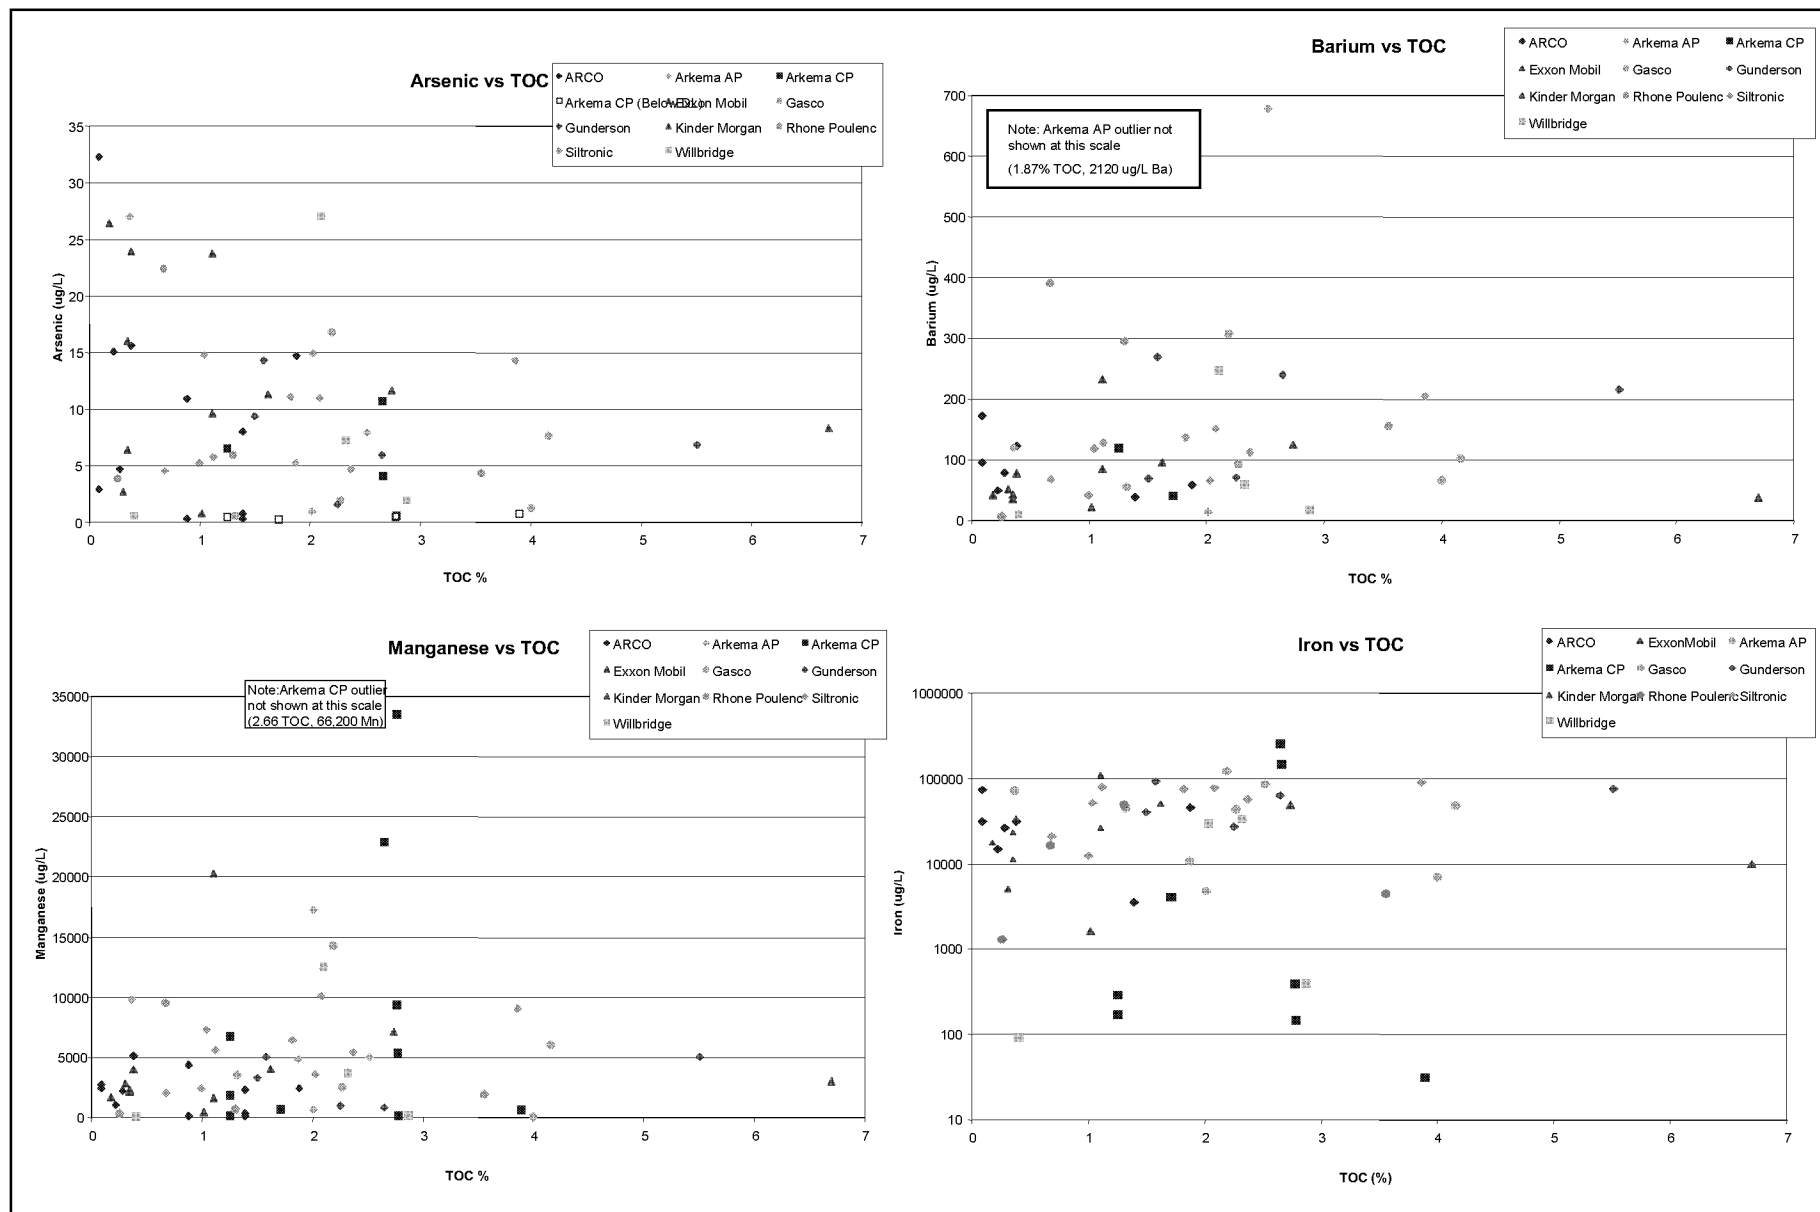 Arsenic vs TOC
ARCO Arkema AP Arkema CP
Arkema CP (Below DL) Exxon Mobil Gasco
Gunderson Kinder Morgan Rhone Poulenc
Siltronic Willbridge
35
30
25
20
15
10
5
0
Arsenic (ug/L)
0 1 2 3 4 5 6 7
TOC %
Barium vs TOC
ARCO Arkema AP Arkema CP
Exxon Mobil Gasco Gunderson
Kinder Morgan Rhone Poulenc Siltronic
Willbridge
Note: Arkema AP outlier not
shown at this scale
(1.87% TOC, 2120 ug/L Ba)
700
600
500
400
300
200
100
0
Barium (ug/L)
0 1 2 3 4 5 6 7
TOC %
Manganese vs TOC
ARCO Arkema AP Arkema CP
Exxon Mobil Gasco Gunderson
Kinder Morgan Rhone Poulenc Siltronic
Willbridge
Note:Arkema CP outlier
not shown at this scale
(2.66 TOC, 66,200 Mn)
35000
30000
25000
20000
15000
10000
5000
0
Manganese (ug/L)
0 1 2 3 4 5 6 7
TOC %
Iron vs TOC
ARCO ExxonMobil Arkema AP
Arkema CP Gasco Gunderson
Kinder Morgan Rhone Poulenc Siltronic
Willbridge
1000000
100000
10000
1000
100
10
Iron (ug/L)
0 1 2 3 4 5 6 7
TOC (%)